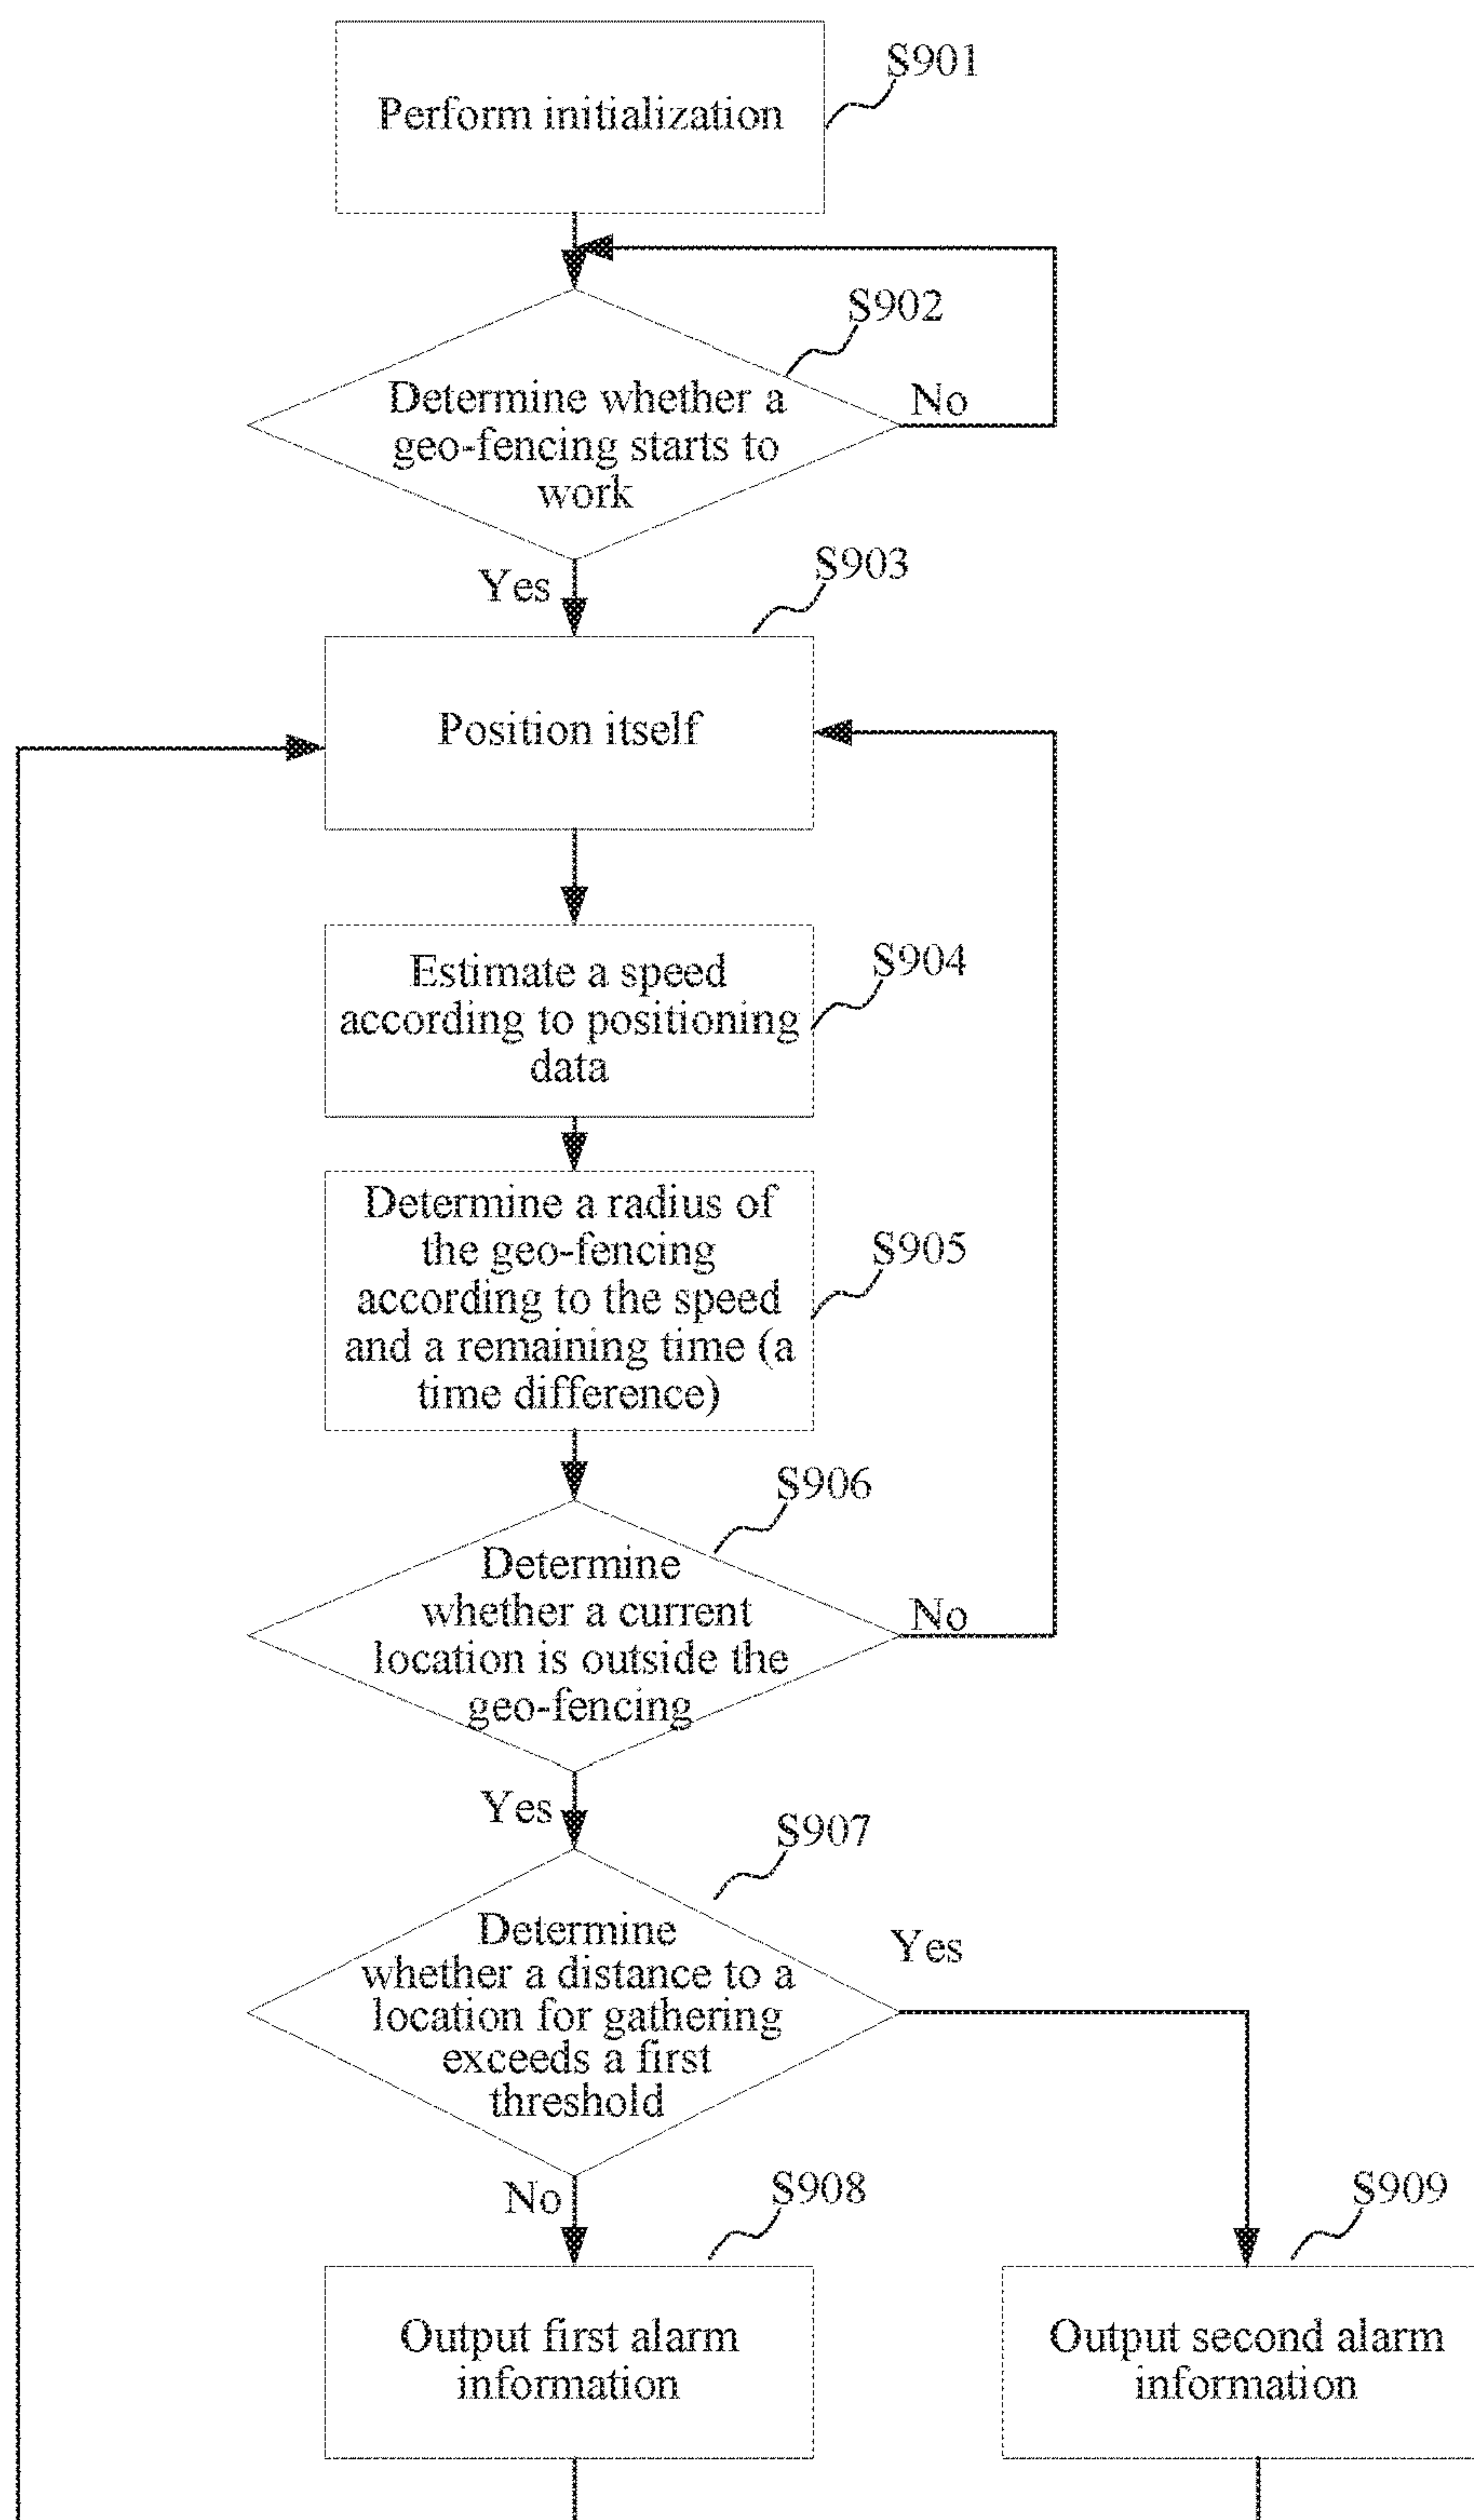 S901
Perform initialization
S902
Determine whether a
geo-fencing starts to
work
No
Yes
S903
Position itself
S904
Estimate a speed
according to positioning
data
Determine a radius of
the geo-fencing
according to the speed
and a remaining time (a
time difference)
S905
S906
Determine
whether a current
location is outside the
geo-fencing
No
Yes
S907
Determine
whether a distance to a
location for gathering
exceeds a first
threshold
Yes
No
S908
S909
Output first alarm
information
Output second alarm
information